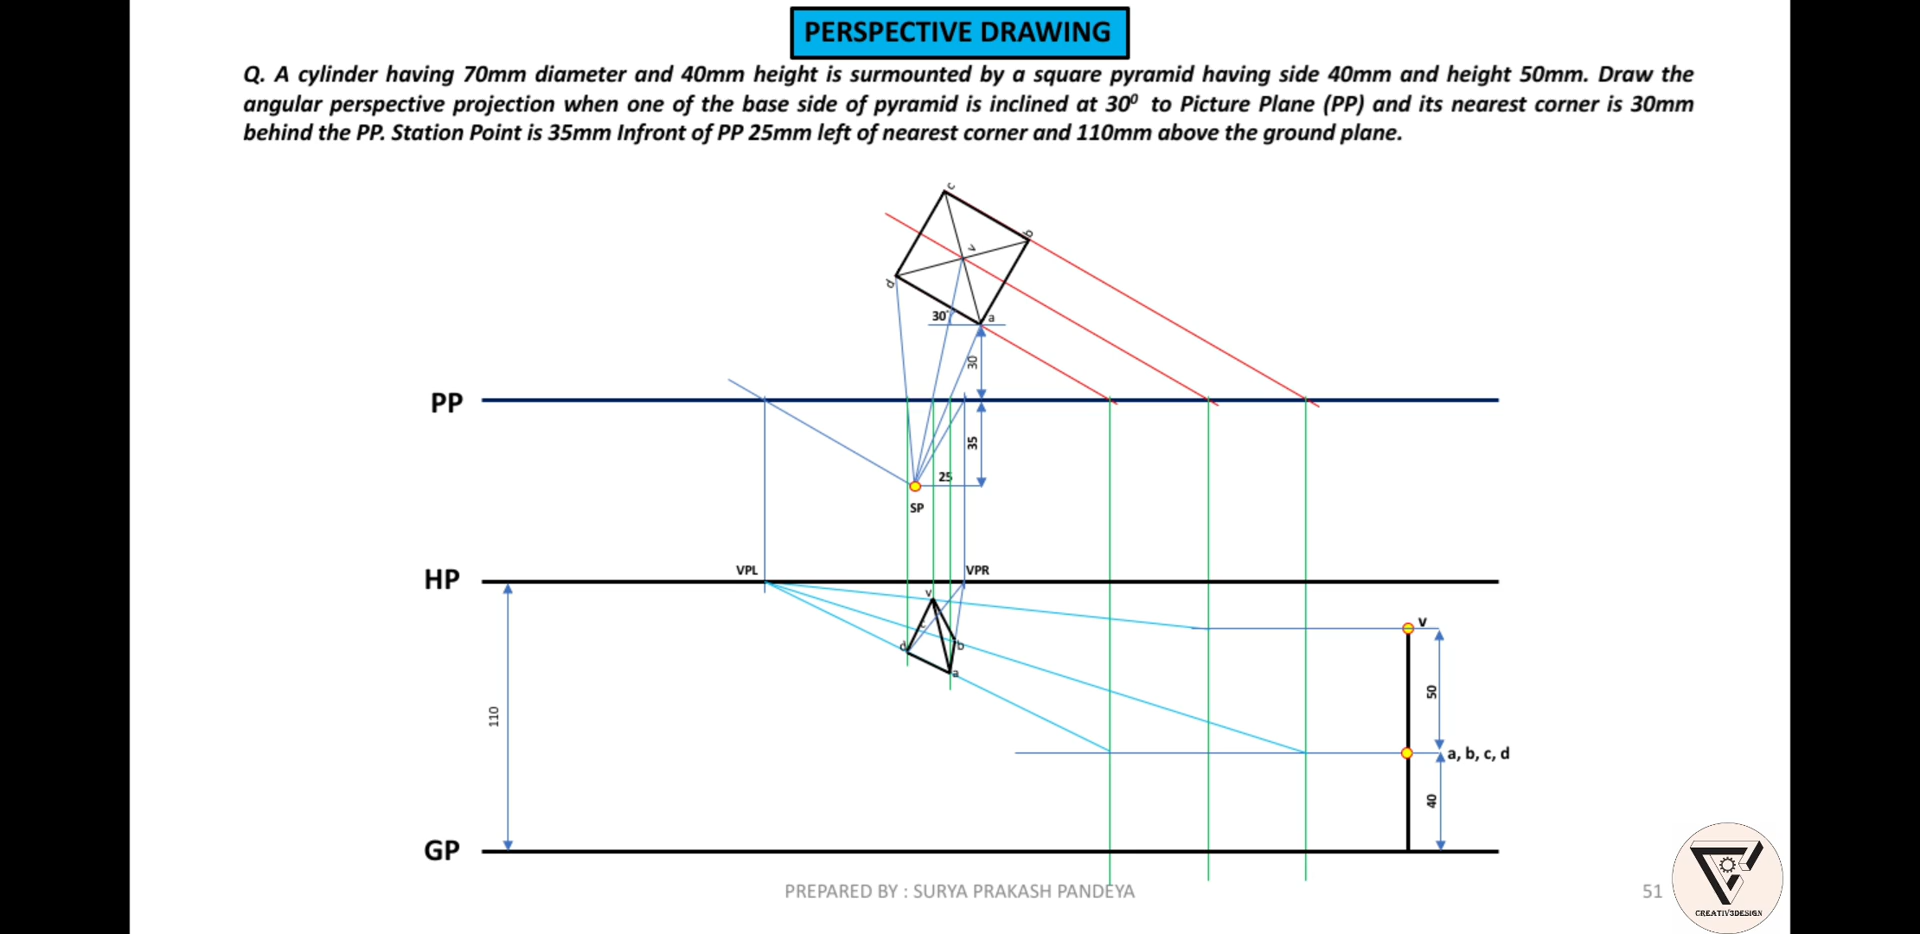 PERSPECTIVE DRAWING
Q. A cylinder having 70mm diameter and 40mm height is surmounted by a square pyramid having side 40mm and height 50mm. Draw the
angular perspective projection when one of the base side of pyramid is inclined at 30⁰ to Picture Plane (PP) and its nearest corner is 30mm
behind the PP. Station Point is 35mm Infront of PP 25mm left of nearest corner and 110mm above the ground plane.
c
b
v
d
30°
a
30
PP
35
25
SP
HP
VPL
VPR
v
c
d
b
a
v
50
110
a, b, c, d
40
GP
PREPARED BY : SURYA PRAKASH PANDEYA
51
CREATIV3DESIGN